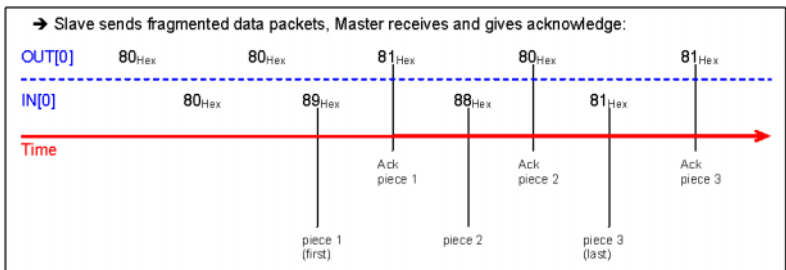 ➔ Slave sends fragmented data packets, Master receives and gives acknowledge:
OUT[0] 80Hex 80Hex 81Hex 80Hex 81Hex
IN[0] 80Hex 89Hex 88Hex 81Hex
Time
Ack piece 1
Ack piece 2
Ack piece 3
piece 1 (first)
piece 2
piece 3 (last)